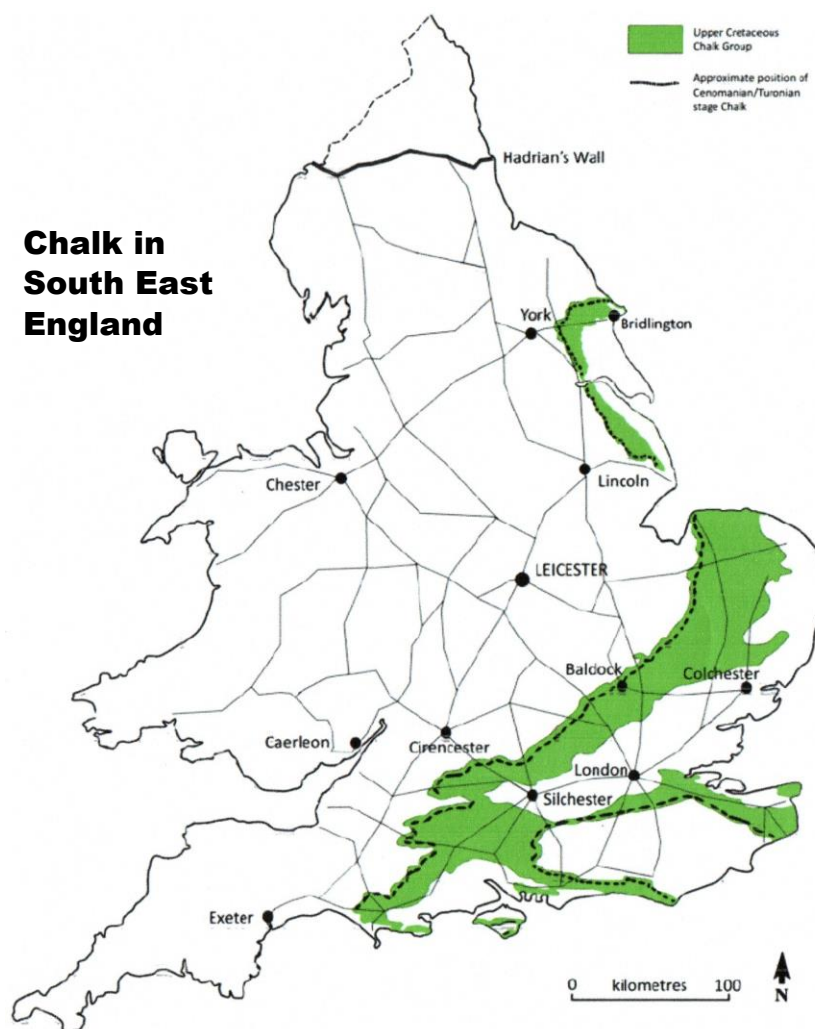 Upper Cretaceous
Chalk Group
Approximate position of
Cenomanian/Turonian
stage Chalk
Hadrian's Wall
Chalk in
South East
England
York
Bridlington
Chester
Lincoln
LEICESTER
Baldock
Colchester
Caerleon
Cirencester
London
Silchester
Exeter
0 kilometres 100
N